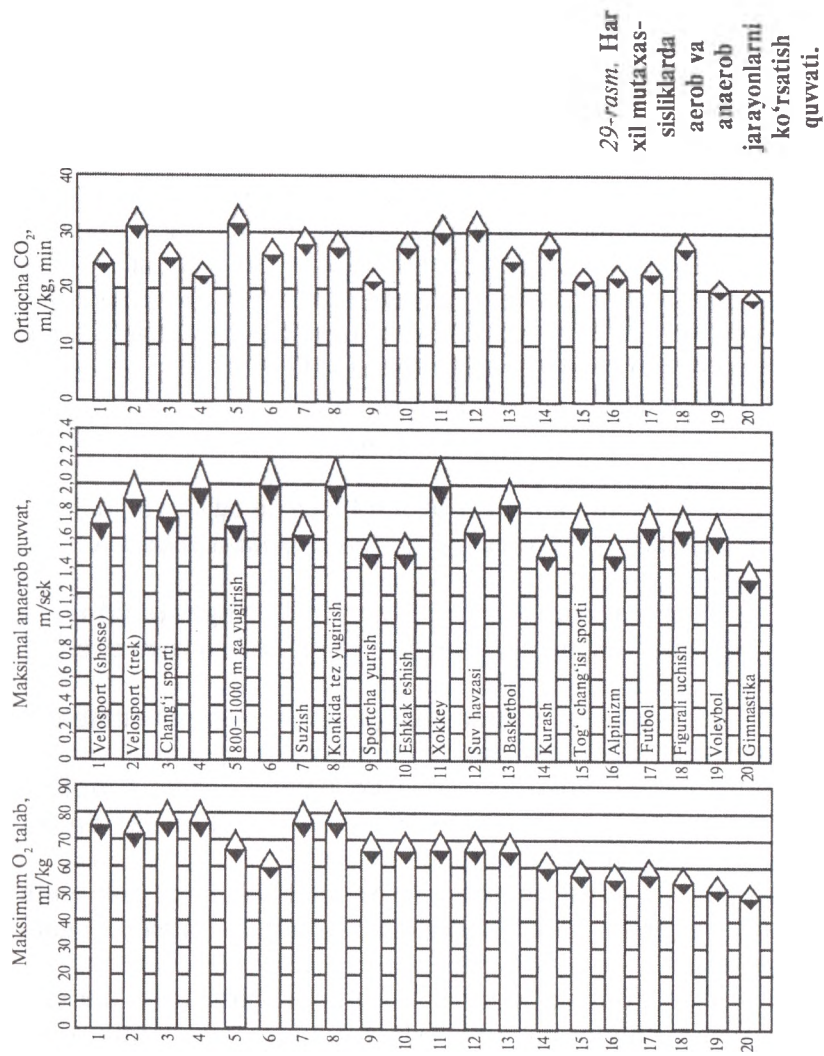 Maksimum O₂ talab,
ml/kg
0 10 20 30 40 50 60 70 80 90
1
2
3
4
5
6
7
8
9
10
11
12
13
14
15
16
17
18
19
20
Maksimal anaerob quvvat,
m/sek
0 0,2 0,4 0,6 0,8 1,0 1,2 1,4 1,6 1,8 2,0 2,2 2,4
1 Velosport (shosse)
2 Velosport (trek)
3 Chang‘i sporti
4
5 800–1000 m ga yugirish
6
7 Suzish
8 Konkida tez yugirish
9 Sportcha yurish
10 Eshkak eshish
11 Xokkey
12 Suv havzasi
13 Basketbol
14 Kurash
15 Tog‘ chang‘isi sporti
16 Alpinizm
17 Futbol
18 Figurali uchish
19 Voleybol
20 Gimnastika
Ortiqcha CO₂,
ml/kg, min
0 10 20 30 40
1
2
3
4
5
6
7
8
9
10
11
12
13
14
15
16
17
18
19
20
29-rasm. Har
xil mutaxas-
sisliklarda
aerob va
anaerob
jarayonlarni
ko‘rsatish
quvvati.